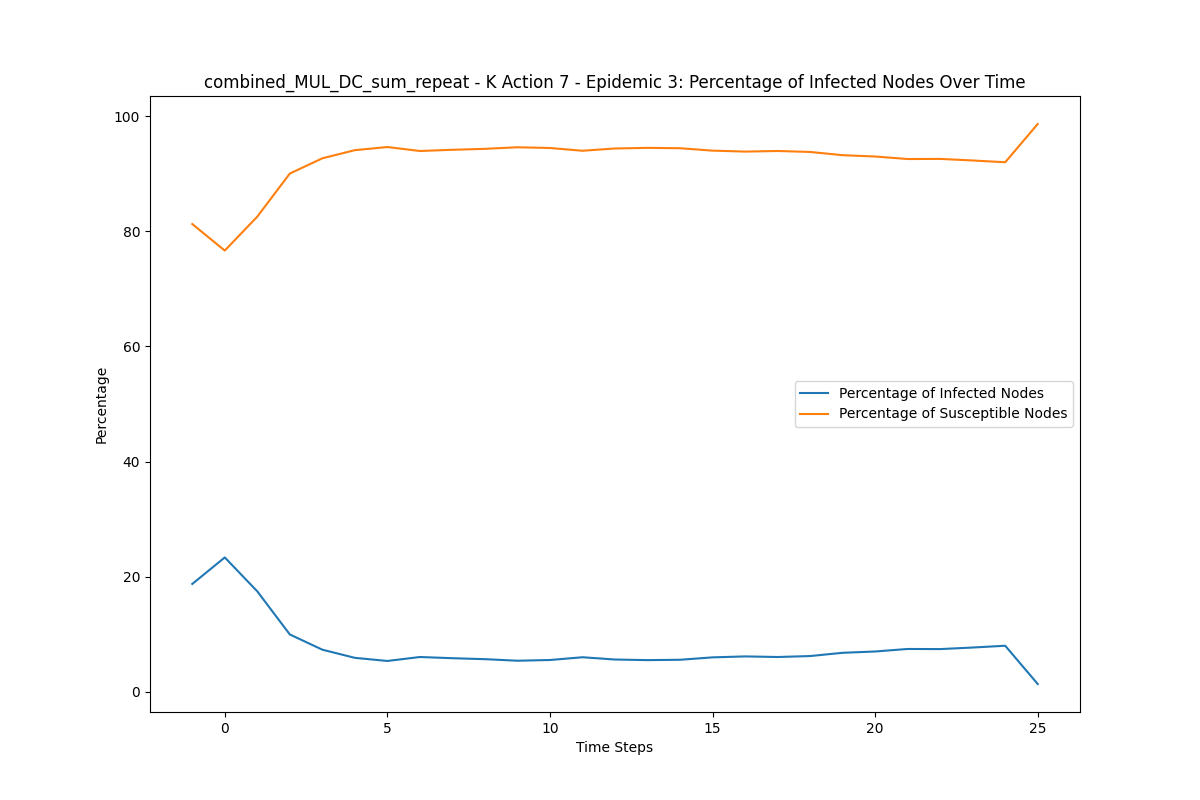 combined_MUL_DC_sum_repeat - K Action 7 - Epidemic 3: Percentage of Infected Nodes Over Time
100
80
60
40
20
0
Percentage
Percentage of Infected Nodes
Percentage of Susceptible Nodes
0 5 10 15 20 25
Time Steps